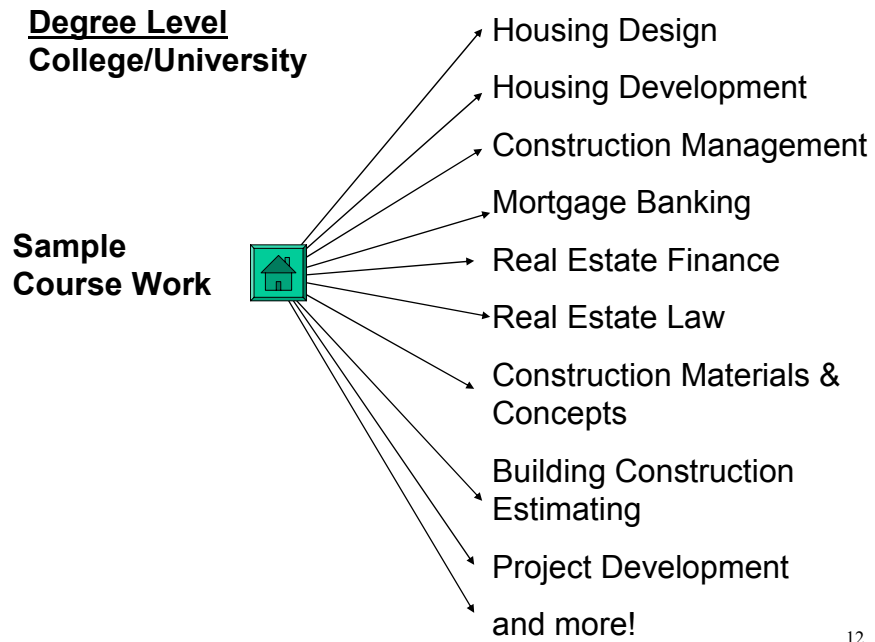 Degree Level
College/University
Sample
Course Work
Housing Design
Housing Development
Construction Management
Mortgage Banking
Real Estate Finance
Real Estate Law
Construction Materials &
Concepts
Building Construction
Estimating
Project Development
and more!
12